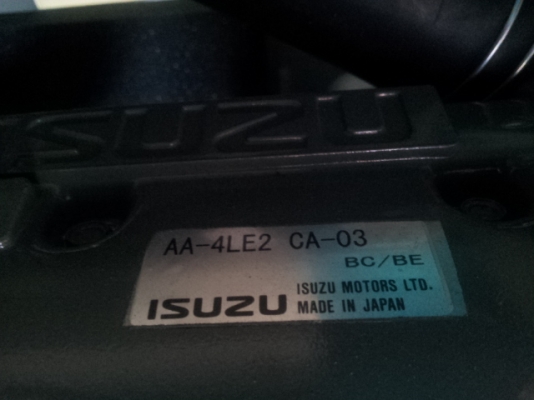 ISUZU
AA-4LE2 CA-03
BC/BE
ISUZU ISUZU MOTORS LTD.
MADE IN JAPAN